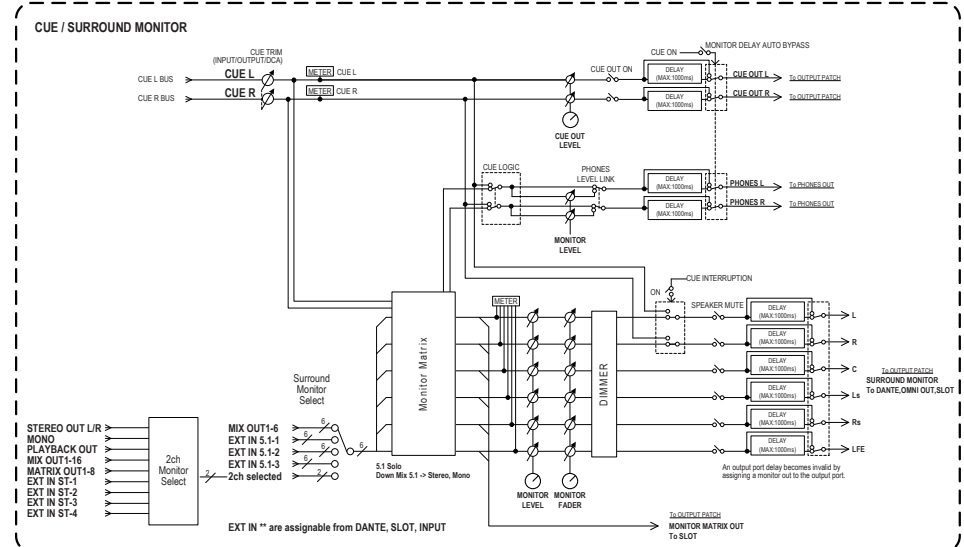 CUE / SURROUND MONITOR
CUE TRIM
(INPUT/OUTPUT/DCA)
CUE L BUS
CUE L
METER CUE L
CUE R BUS
CUE R
METER CUE R
CUE ON
MONITOR DELAY AUTO BYPASS
CUE OUT ON
DELAY
(MAX:1000ms)
CUE OUT L
To OUTPUT PATCH
DELAY
(MAX:1000ms)
CUE OUT R
To OUTPUT PATCH
CUE OUT
LEVEL
CUE LOGIC
PHONES
LEVEL LINK
DELAY
(MAX:1000ms)
PHONES L
To PHONES OUT
DELAY
(MAX:1000ms)
PHONES R
To PHONES OUT
MONITOR
LEVEL
CUE INTERRUPTION
ON
SPEAKER MUTE
METER
Monitor Matrix
DIMMER
DELAY
(MAX:1000ms)
L
DELAY
(MAX:1000ms)
R
DELAY
(MAX:1000ms)
C
DELAY
(MAX:1000ms)
Ls
DELAY
(MAX:1000ms)
Rs
DELAY
(MAX:1000ms)
LFE
To OUTPUT PATCH
SURROUND MONITOR
To DANTE,OMNI OUT,SLOT
An output port delay becomes invalid by
assigning a monitor out to the output port.
Surround
Monitor
Select
STEREO OUT L/R
MONO
PLAYBACK OUT
MIX OUT1-16
MATRIX OUT1-8
EXT IN ST-1
EXT IN ST-2
EXT IN ST-3
EXT IN ST-4
2ch
Monitor
Select
2
MIX OUT1-6
6
EXT IN 5.1-1
6
EXT IN 5.1-2
6
EXT IN 5.1-3
6
2ch selected
2
6
5.1 Solo
Down Mix 5.1 -> Stereo, Mono
MONITOR
LEVEL
MONITOR
FADER
EXT IN ** are assignable from DANTE, SLOT, INPUT
To OUTPUT PATCH
MONITOR MATRIX OUT
To SLOT